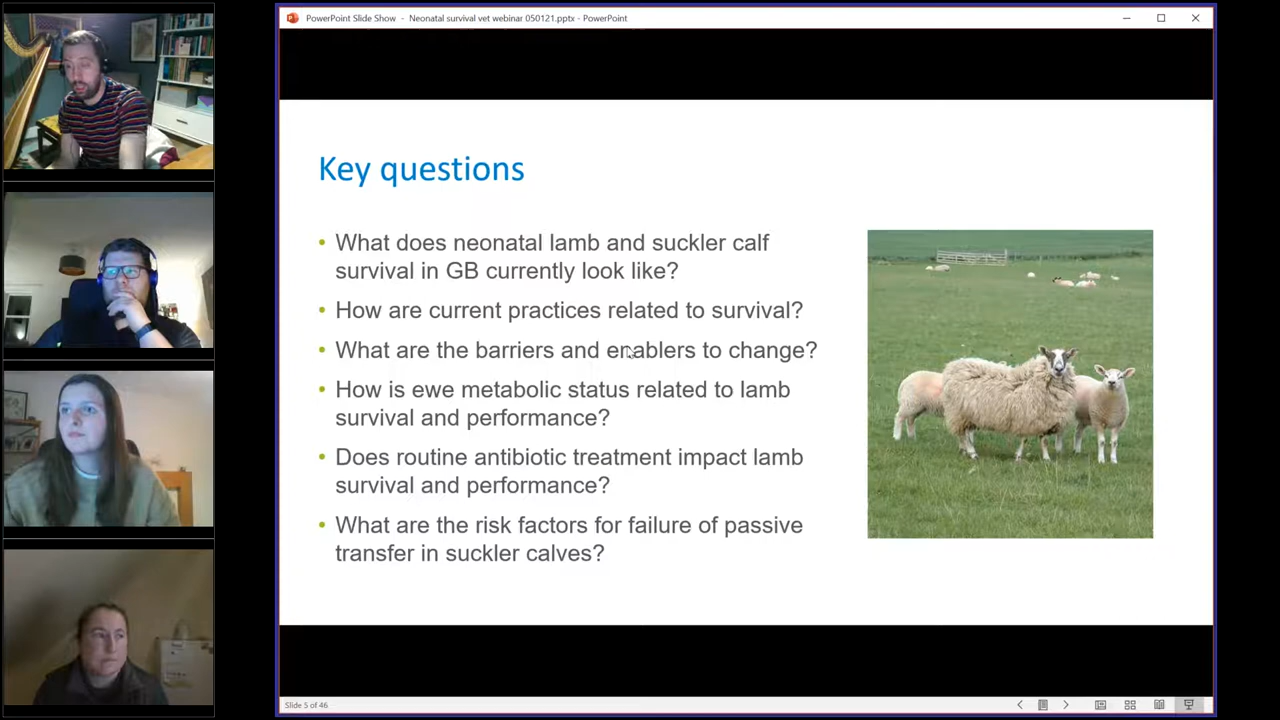 PowerPoint Slide Show - Neonatal survival vet webinar 050121.pptx - PowerPoint
Key questions
• What does neonatal lamb and suckler calf
survival in GB currently look like?
• How are current practices related to survival?
• What are the barriers and enablers to change?
• How is ewe metabolic status related to lamb
survival and performance?
• Does routine antibiotic treatment impact lamb
survival and performance?
• What are the risk factors for failure of passive
transfer in suckler calves?
Slide 5 of 46